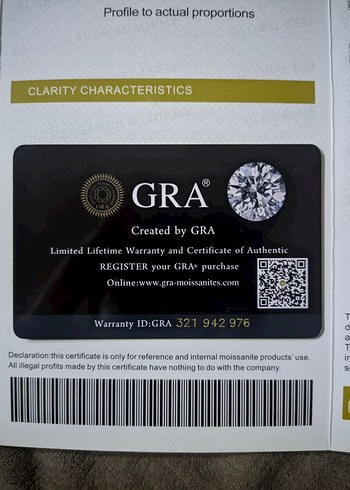 Profile to actual proportions
CLARITY CHARACTERISTICS
GRA
GRA®
Created by GRA
Limited Lifetime Warranty and Certificate of Authentic
REGISTER your GRA® purchase
Online:www.gra-moissanites.com
Warranty ID:GRA 321 942 976
Declaration:this certificate is only for reference and internal moissanite products' use.
All illegal profits made by this certificate have nothing to do with the company.